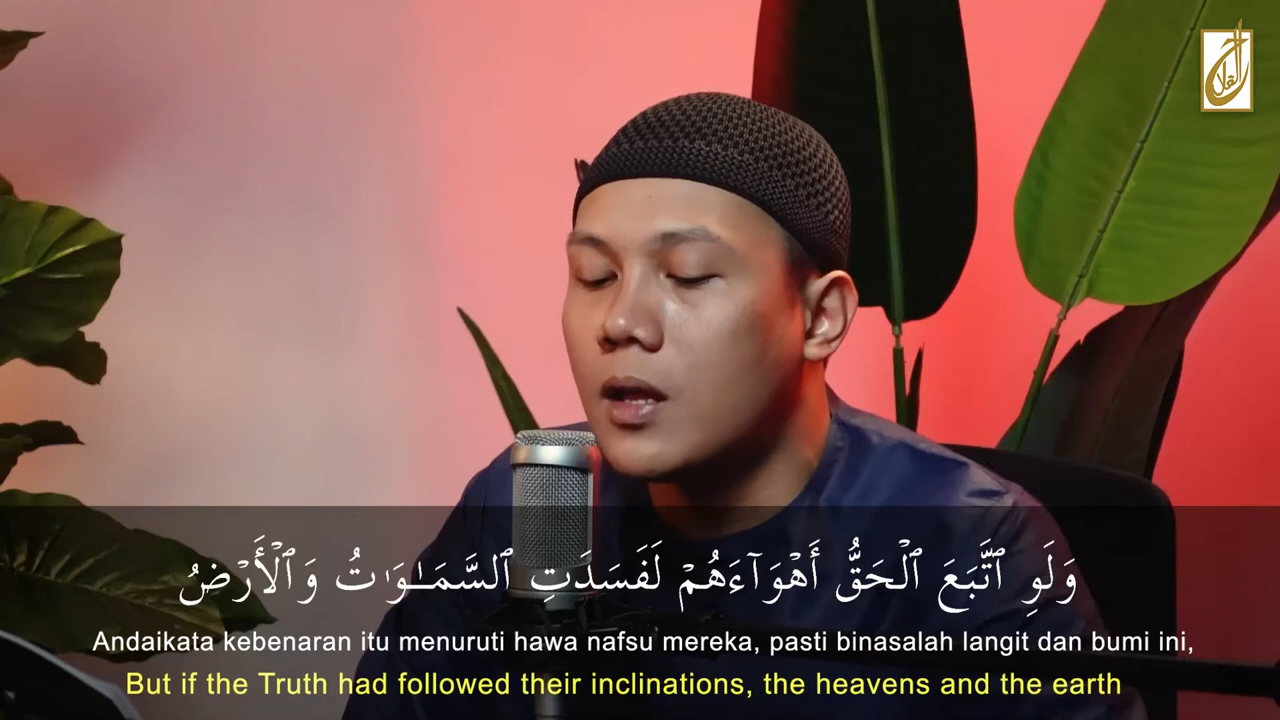 الفلاح
وَلَوِ ٱتَّبَعَ ٱلْحَقُّ أَهْوَآءَهُمْ لَفَسَدَتِ ٱلسَّمَـٰوَٰتُ وَٱلْأَرْضُ
Andaikata kebenaran itu menuruti hawa nafsu mereka, pasti binasalah langit dan bumi ini,
But if the Truth had followed their inclinations, the heavens and the earth